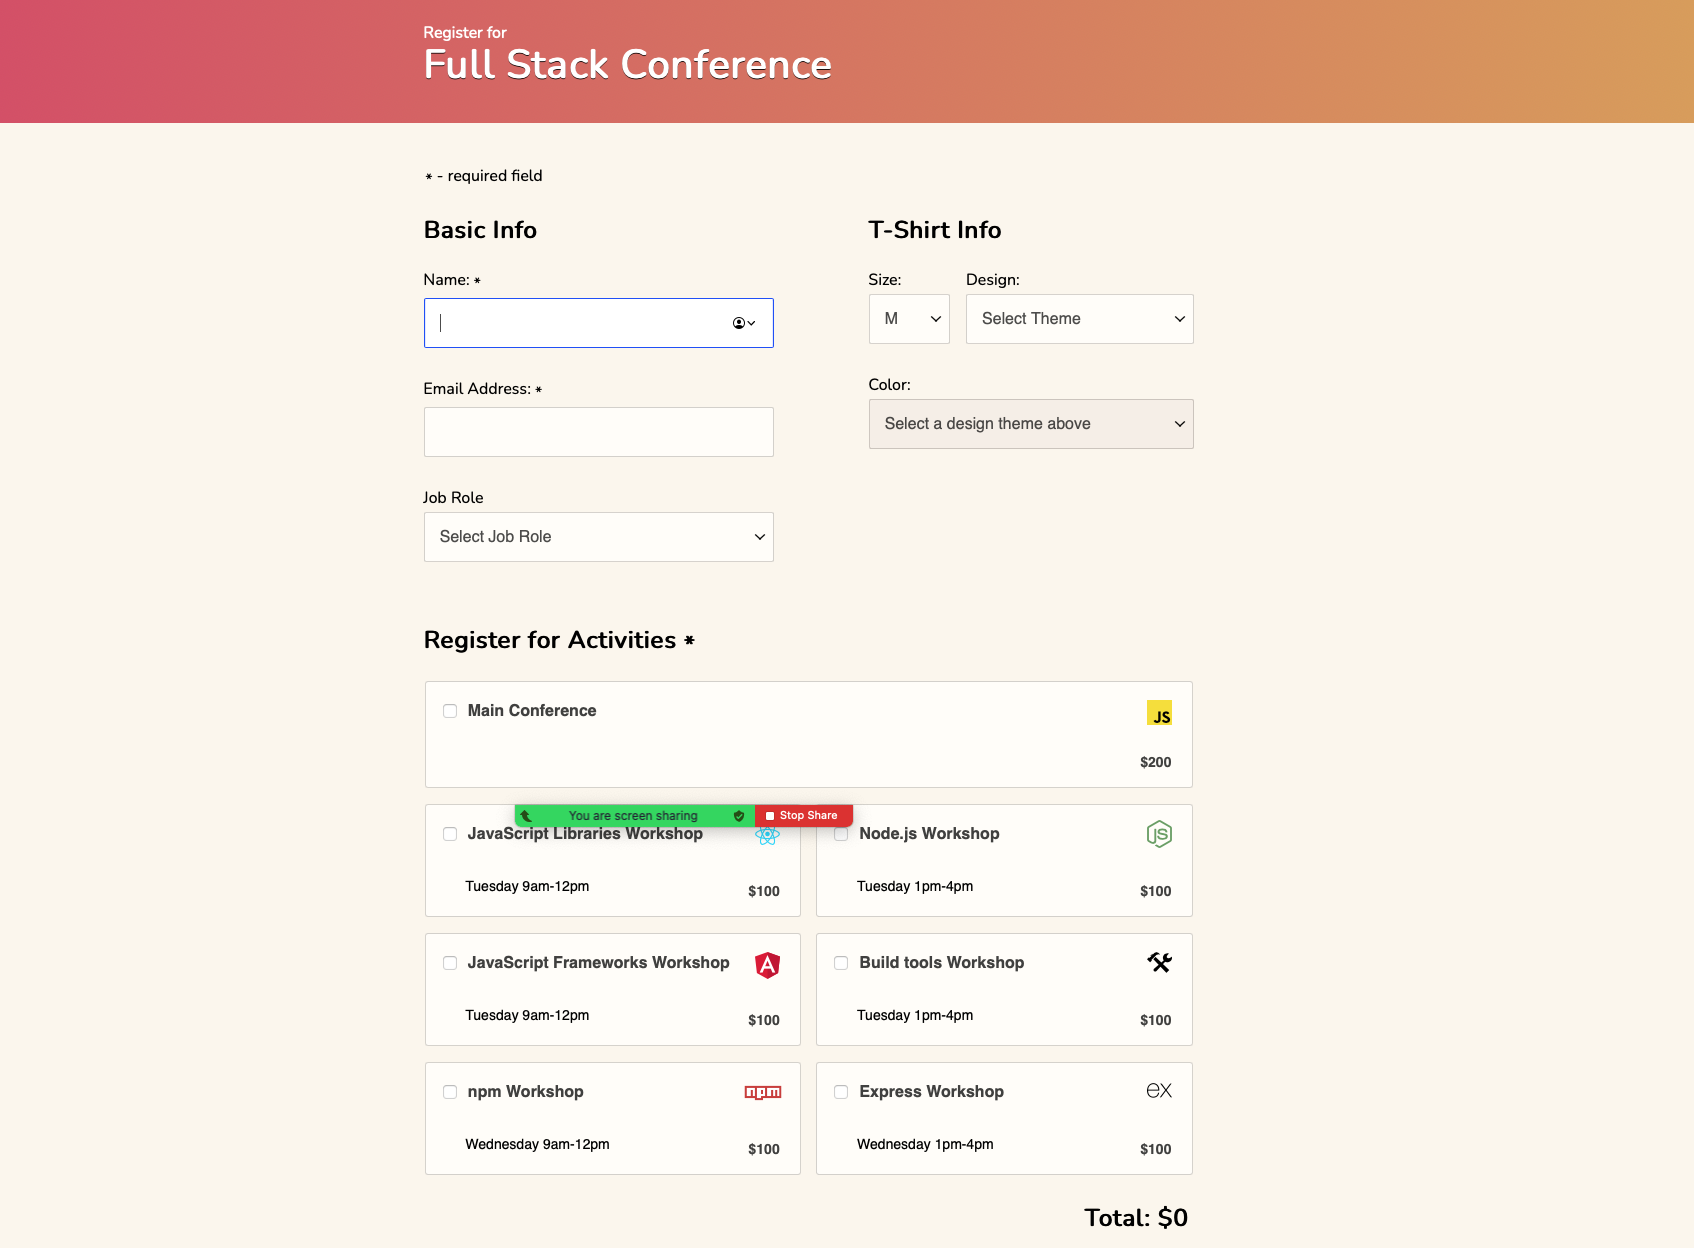 Register for
Full Stack Conference
* - required field
Basic Info
Name: *
Email Address: *
Job Role
Select Job Role
T-Shirt Info
Size:
Design:
M
Select Theme
Color:
Select a design theme above
Register for Activities *
Main Conference
JS
$200
You are screen sharing
Stop Share
JavaScript Libraries Workshop
Tuesday 9am-12pm
$100
Node.js Workshop
JS
Tuesday 1pm-4pm
$100
JavaScript Frameworks Workshop
A
Tuesday 9am-12pm
$100
Build tools Workshop
Tuesday 1pm-4pm
$100
npm Workshop
npm
Wednesday 9am-12pm
$100
Express Workshop
ex
Wednesday 1pm-4pm
$100
Total: $0